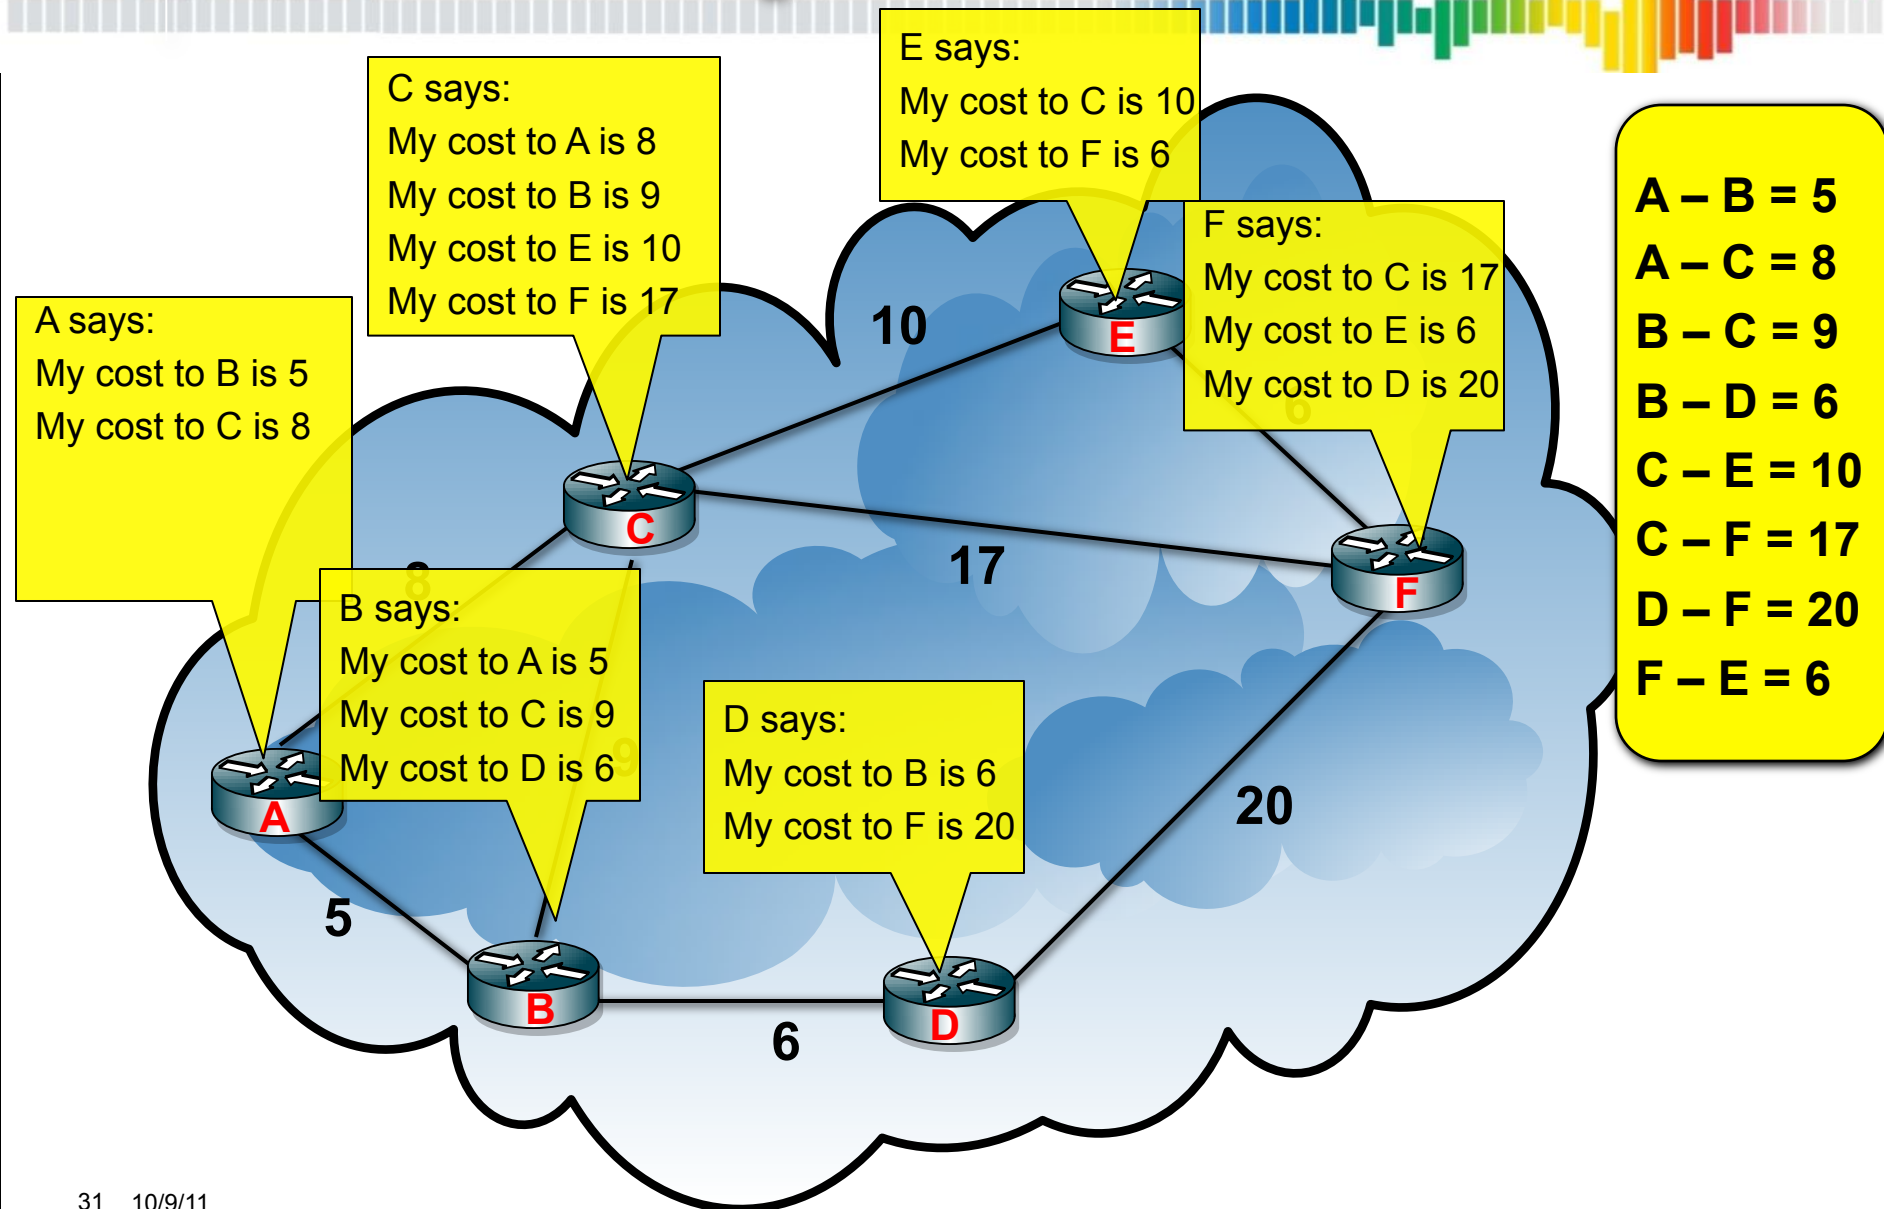 E says:
My cost to C is 10
My cost to F is 6
C says:
My cost to A is 8
My cost to B is 9
My cost to E is 10
My cost to F is 17
F says:
My cost to C is 17
My cost to E is 6
My cost to D is 20
A says:
My cost to B is 5
My cost to C is 8
B says:
My cost to A is 5
My cost to C is 9
My cost to D is 6
D says:
My cost to B is 6
My cost to F is 20
10
E
6
C
8
17
F
9
A
20
5
B
D
6
A – B = 5
A – C = 8
B – C = 9
B – D = 6
C – E = 10
C – F = 17
D – F = 20
F – E = 6
31 10/9/11